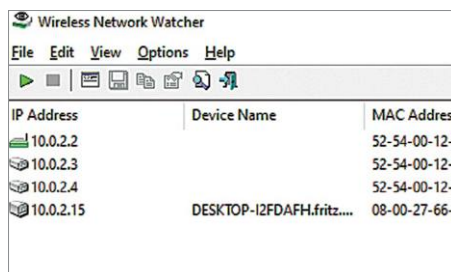 Wireless Network Watcher
File Edit View Options Help
IP Address Device Name MAC Addres
10.0.2.2 52-54-00-12-
10.0.2.3 52-54-00-12-
10.0.2.4 52-54-00-12-
10.0.2.15 DESKTOP-I2FDAFH.fritz.... 08-00-27-66-